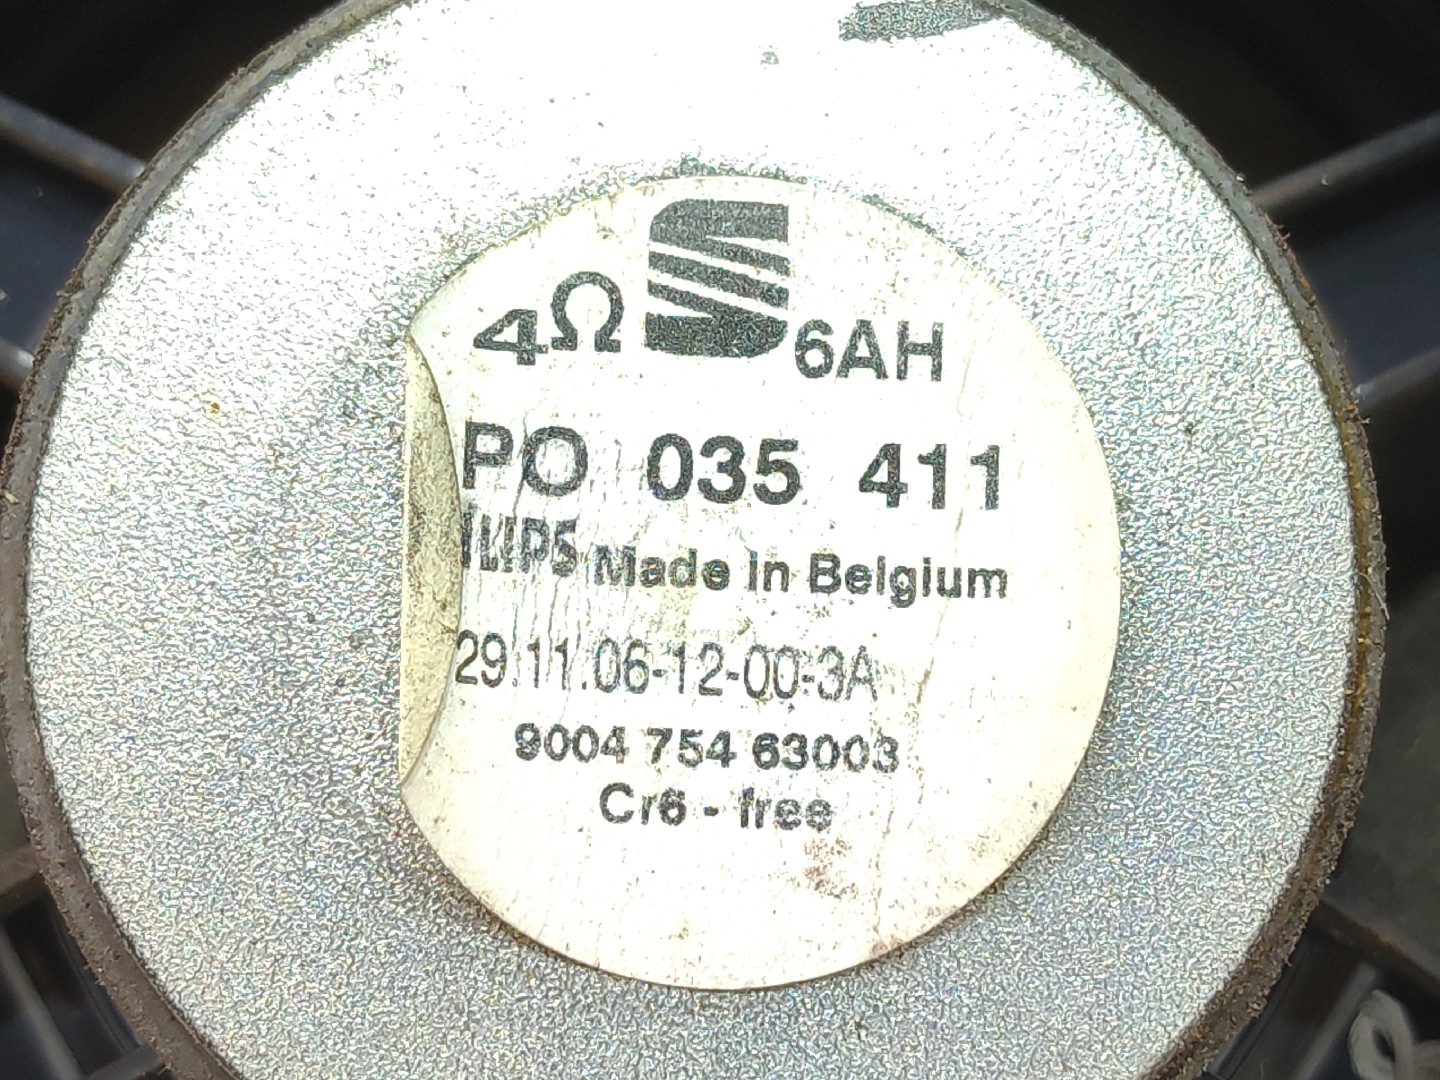 4Ω 6AH
PO 035 411
Made in Belgium
29.11.06-12-00-3A
9004 754 63003
Cr6 - free